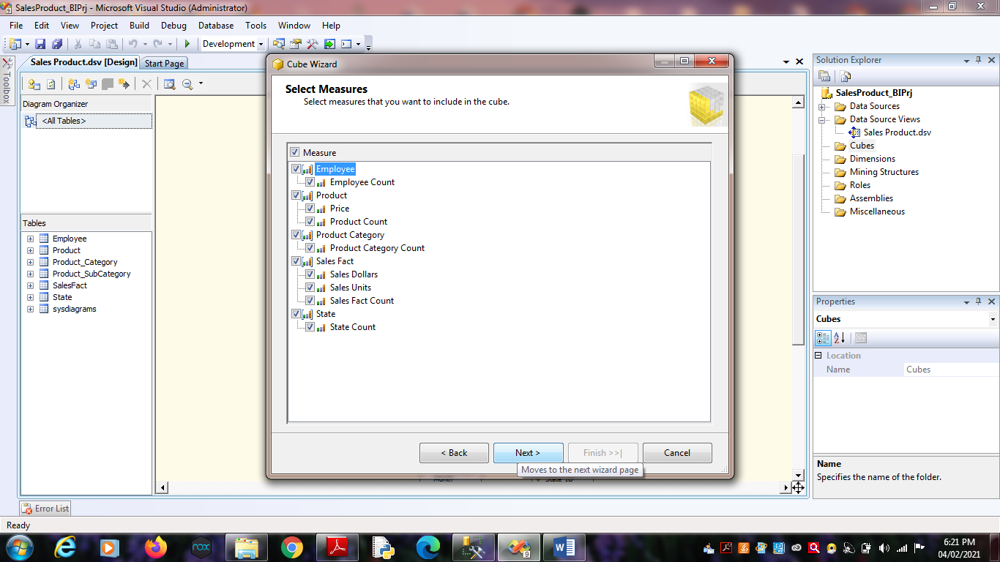 SalesProduct_BIPrj - Microsoft Visual Studio (Administrator)
File Edit View Project Build Debug Database Tools Window Help
Development
Toolbox
Sales Product.dsv [Design] Start Page
Diagram Organizer
<All Tables>
Tables
Employee
Product
Product_Category
Product_SubCategory
SalesFact
State
sysdiagrams
Cube Wizard
Select Measures
Select measures that you want to include in the cube.
Measure
Employee
Employee Count
Product
Price
Product Count
Product Category
Product Category Count
Sales Fact
Sales Dollars
Sales Units
Sales Fact Count
State
State Count
< Back Next > Finish >>| Cancel
Moves to the next wizard page
Solution Explorer
SalesProduct_BIPrj
Data Sources
Data Source Views
Sales Product.dsv
Cubes
Dimensions
Mining Structures
Roles
Assemblies
Miscellaneous
Properties
Cubes
Location
Name Cubes
Name
Specifies the name of the folder.
Error List
Ready
nox
9
W
6:21 PM
04/02/2021